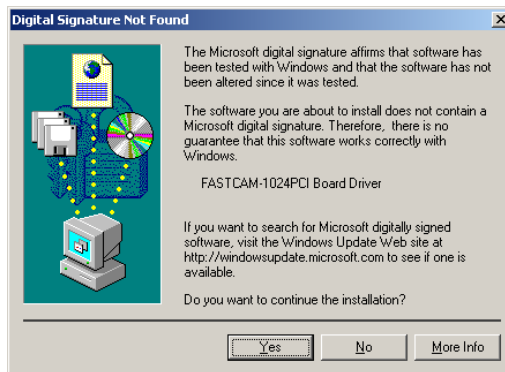 Digital Signature Not Found
The Microsoft digital signature affirms that software has
been tested with Windows and that the software has not
been altered since it was tested.
The software you are about to install does not contain a
Microsoft digital signature. Therefore, there is no
guarantee that this software works correctly with
Windows.
FASTCAM-1024PCI Board Driver
If you want to search for Microsoft digitally signed
software, visit the Windows Update Web site at
http://windowsupdate.microsoft.com to see if one is
available.
Do you want to continue the installation?
Yes No More Info